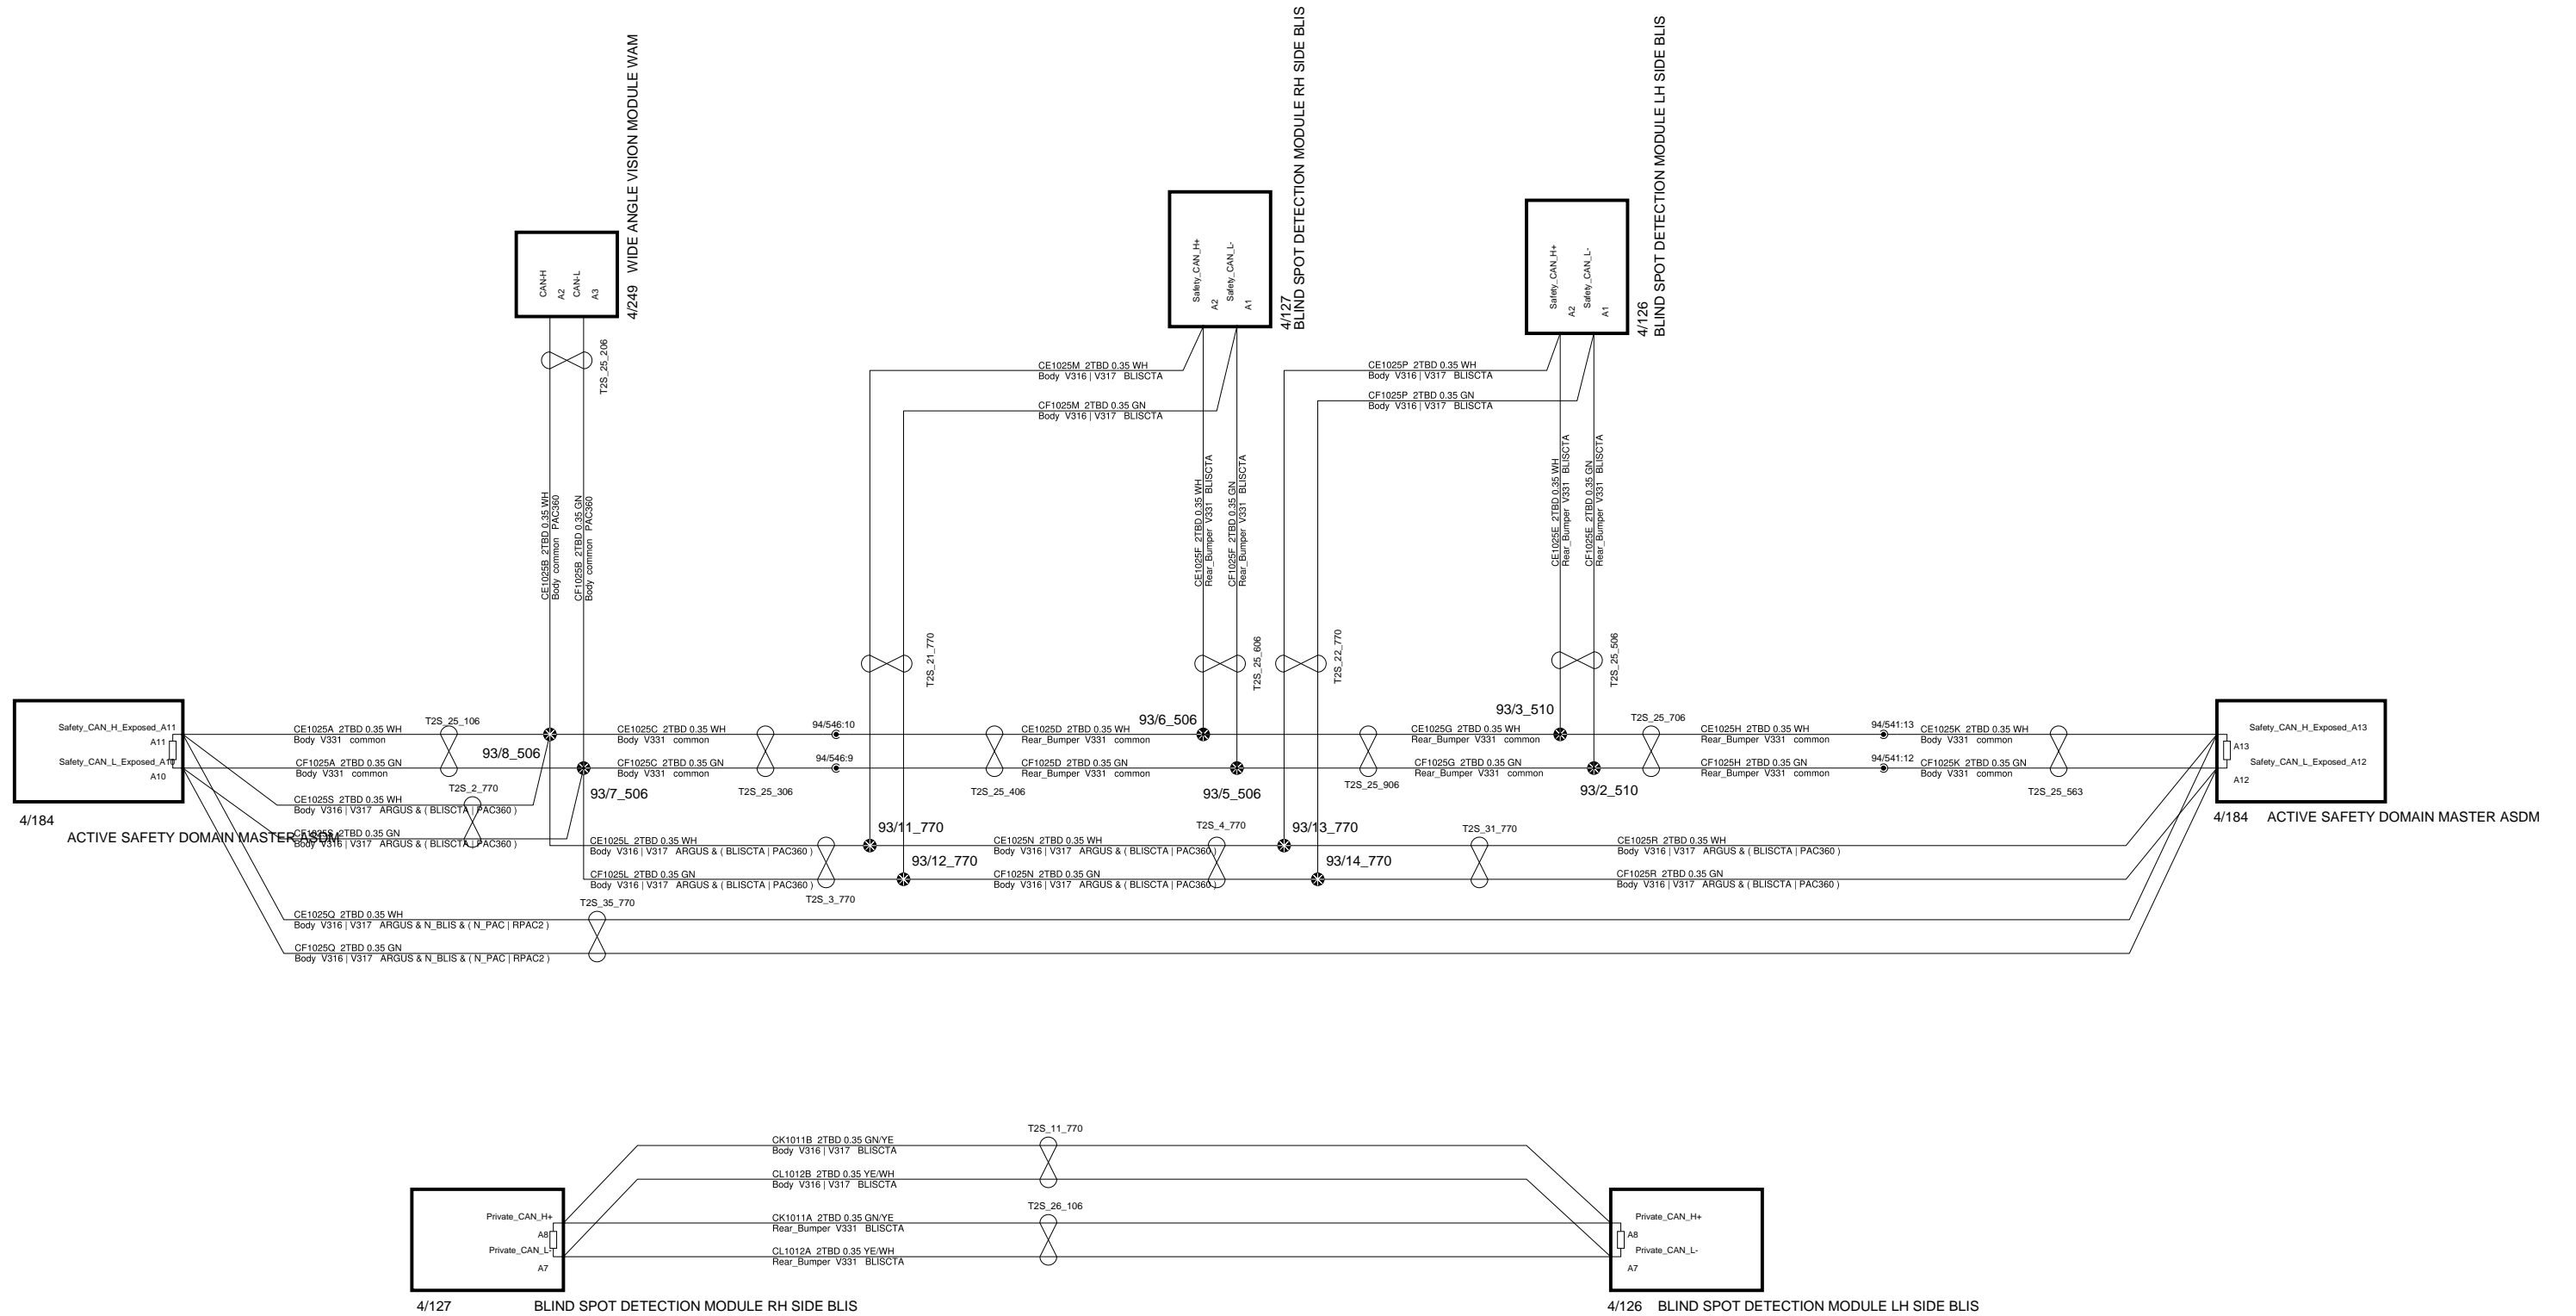 4/249 WIDE ANGLE VISION MODULE WAM
CAN-H
A2
CAN-L
A3
T2S_25_206
CE1025B 2TBD 0.35 WH
Body common PAC360
CF1025B 2TBD 0.35 GN
Body common PAC360
4/127
BLIND SPOT DETECTION MODULE RH SIDE BLIS
Safety_CAN_H+
A2
Safety_CAN_L-
A1
4/126
BLIND SPOT DETECTION MODULE LH SIDE BLIS
Safety_CAN_H+
A2
Safety_CAN_L-
A1
CE1025M 2TBD 0.35 WH
Body V316 | V317 BLISCTA
CF1025M 2TBD 0.35 GN
Body V316 | V317 BLISCTA
CE1025P 2TBD 0.35 WH
Body V316 | V317 BLISCTA
CF1025P 2TBD 0.35 GN
Body V316 | V317 BLISCTA
CE1025F 2TBD 0.35 WH
Rear_Bumper V331 BLISCTA
CF1025F 2TBD 0.35 GN
Rear_Bumper V331 BLISCTA
CE1025E 2TBD 0.35 WH
Rear_Bumper V331 BLISCTA
CF1025E 2TBD 0.35 GN
Rear_Bumper V331 BLISCTA
T2S_21_770
T2S_25_606
T2S_22_770
T2S_25_506
Safety_CAN_H_Exposed_A11
A11
Safety_CAN_L_Exposed_A10
A10
4/184
ACTIVE SAFETY DOMAIN MASTER ASDM
CE1025A 2TBD 0.35 WH
Body V331 common
T2S_25_106
CF1025A 2TBD 0.35 GN
Body V331 common
93/8_506
93/7_506
CE1025C 2TBD 0.35 WH
Body V331 common
CF1025C 2TBD 0.35 GN
Body V331 common
T2S_25_306
94/546:10
94/546:9
T2S_25_406
CE1025D 2TBD 0.35 WH
Rear_Bumper V331 common
CF1025D 2TBD 0.35 GN
Rear_Bumper V331 common
93/6_506
93/5_506
T2S_25_906
CE1025G 2TBD 0.35 WH
Rear_Bumper V331 common
CF1025G 2TBD 0.35 GN
Rear_Bumper V331 common
93/3_510
93/2_510
T2S_25_706
CE1025H 2TBD 0.35 WH
Rear_Bumper V331 common
CF1025H 2TBD 0.35 GN
Rear_Bumper V331 common
94/541:13
94/541:12
CE1025K 2TBD 0.35 WH
Body V331 common
CF1025K 2TBD 0.35 GN
Body V331 common
T2S_25_563
Safety_CAN_H_Exposed_A13
A13
Safety_CAN_L_Exposed_A12
A12
4/184 ACTIVE SAFETY DOMAIN MASTER ASDM
T2S_2_770
CE1025S 2TBD 0.35 WH
Body V316 | V317 ARGUS & ( BLISCTA | PAC360 )
CF1025S 2TBD 0.35 GN
Body V316 | V317 ARGUS & ( BLISCTA | PAC360 )
CE1025L 2TBD 0.35 WH
Body V316 | V317 ARGUS & ( BLISCTA | PAC360 )
CF1025L 2TBD 0.35 GN
Body V316 | V317 ARGUS & ( BLISCTA | PAC360 )
T2S_3_770
93/11_770
93/12_770
CE1025N 2TBD 0.35 WH
Body V316 | V317 ARGUS & ( BLISCTA | PAC360 )
CF1025N 2TBD 0.35 GN
Body V316 | V317 ARGUS & ( BLISCTA | PAC360 )
T2S_4_770
93/13_770
93/14_770
T2S_31_770
CE1025R 2TBD 0.35 WH
Body V316 | V317 ARGUS & ( BLISCTA | PAC360 )
CF1025R 2TBD 0.35 GN
Body V316 | V317 ARGUS & ( BLISCTA | PAC360 )
CE1025Q 2TBD 0.35 WH
Body V316 | V317 ARGUS & N_BLIS & ( N_PAC | RPAC2 )
T2S_35_770
CF1025Q 2TBD 0.35 GN
Body V316 | V317 ARGUS & N_BLIS & ( N_PAC | RPAC2 )
CK1011B 2TBD 0.35 GN/YE
Body V316 | V317 BLISCTA
T2S_11_770
CL1012B 2TBD 0.35 YE/WH
Body V316 | V317 BLISCTA
CK1011A 2TBD 0.35 GN/YE
Rear_Bumper V331 BLISCTA
T2S_26_106
CL1012A 2TBD 0.35 YE/WH
Rear_Bumper V331 BLISCTA
Private_CAN_H+
A8
Private_CAN_L-
A7
4/127 BLIND SPOT DETECTION MODULE RH SIDE BLIS
Private_CAN_H+
A8
Private_CAN_L-
A7
4/126 BLIND SPOT DETECTION MODULE LH SIDE BLIS